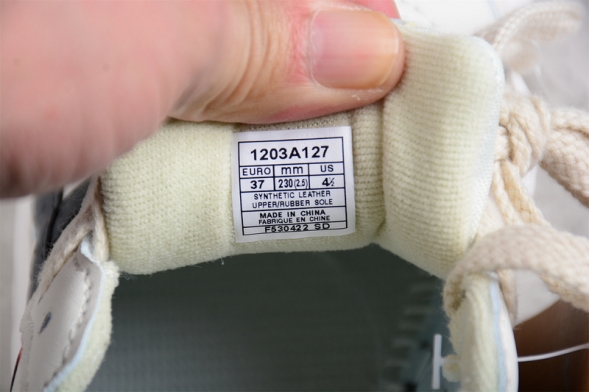 1203A127
EURO mm US
37 230(2.5) 4½
SYNTHETIC LEATHER
UPPER/RUBBER SOLE
MADE IN CHINA
FABRIQUE EN CHINE
F530422 SD